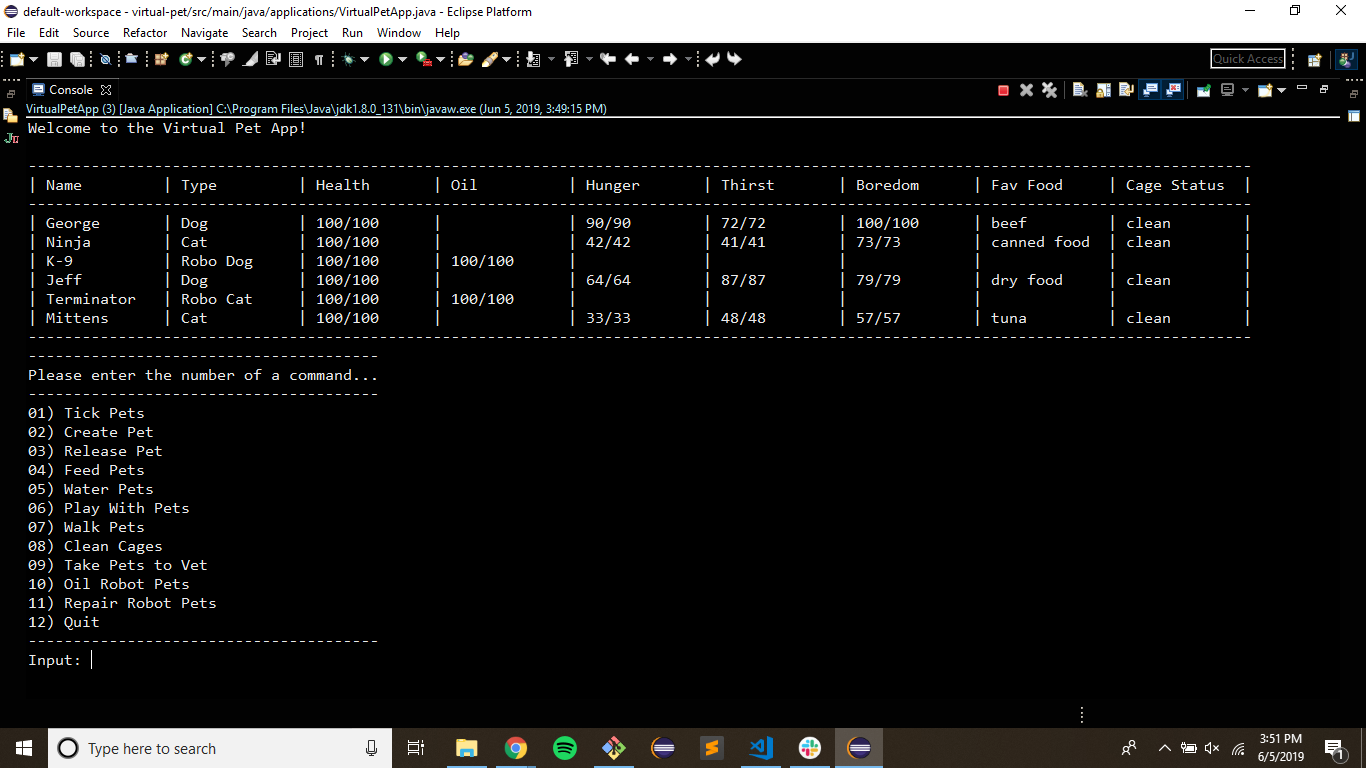 default-workspace - virtual-pet/src/main/java/applications/VirtualPetApp.java - Eclipse Platform
File Edit Source Refactor Navigate Search Project Run Window Help
Quick Access
Console
VirtualPetApp (3) [Java Application] C:\Program Files\Java\jdk1.8.0_131\bin\javaw.exe (Jun 5, 2019, 3:49:15 PM)
Welcome to the Virtual Pet App!
----------------------------------------------------------------------------------------------------------------------------------------
| Name | Type | Health | Oil | Hunger | Thirst | Boredom | Fav Food | Cage Status |
----------------------------------------------------------------------------------------------------------------------------------------
| George | Dog | 100/100 | | 90/90 | 72/72 | 100/100 | beef | clean |
| Ninja | Cat | 100/100 | | 42/42 | 41/41 | 73/73 | canned food | clean |
| K-9 | Robo Dog | 100/100 | 100/100 | | | | | |
| Jeff | Dog | 100/100 | | 64/64 | 87/87 | 79/79 | dry food | clean |
| Terminator | Robo Cat | 100/100 | 100/100 | | | | | |
| Mittens | Cat | 100/100 | | 33/33 | 48/48 | 57/57 | tuna | clean |
----------------------------------------------------------------------------------------------------------------------------------------
---------------------------------------
Please enter the number of a command...
---------------------------------------
01) Tick Pets
02) Create Pet
03) Release Pet
04) Feed Pets
05) Water Pets
06) Play With Pets
07) Walk Pets
08) Clean Cages
09) Take Pets to Vet
10) Oil Robot Pets
11) Repair Robot Pets
12) Quit
---------------------------------------
Input:
Type here to search
3:51 PM
6/5/2019
1